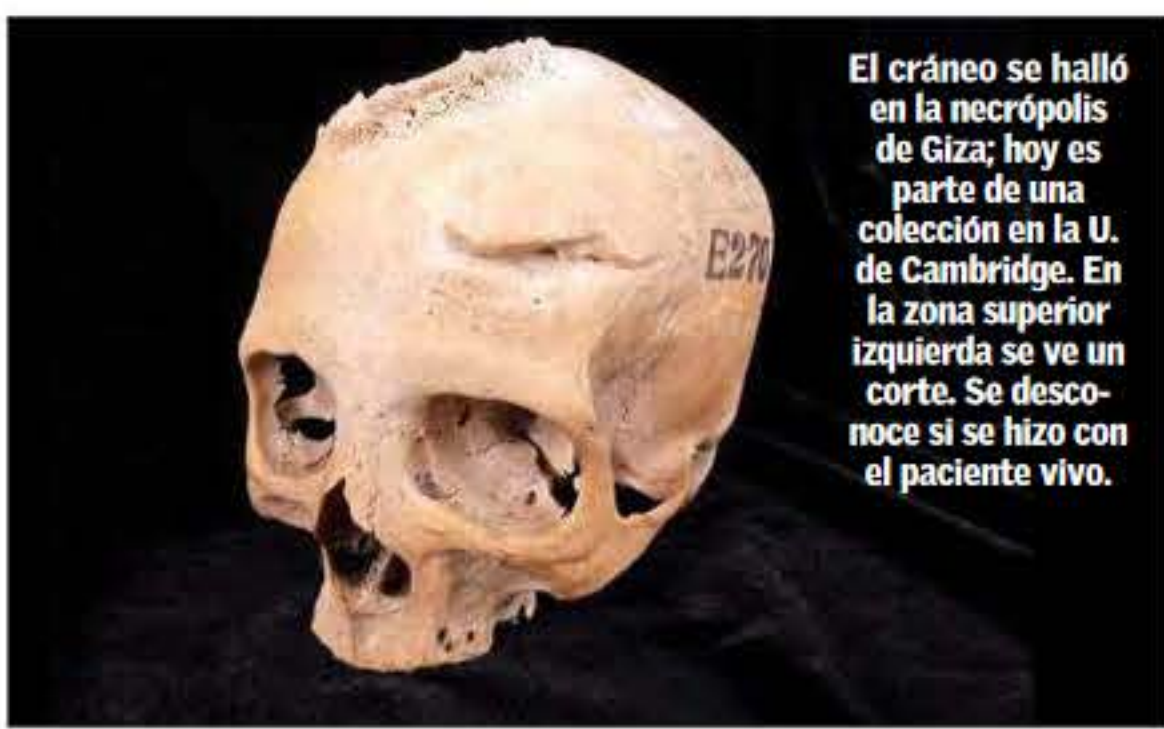 El cráneo se halló
en la necrópolis
de Giza; hoy es
parte de una
colección en la U.
de Cambridge. En
la zona superior
izquierda se ve un
corte. Se desco-
noce si se hizo con
el paciente vivo.
E270